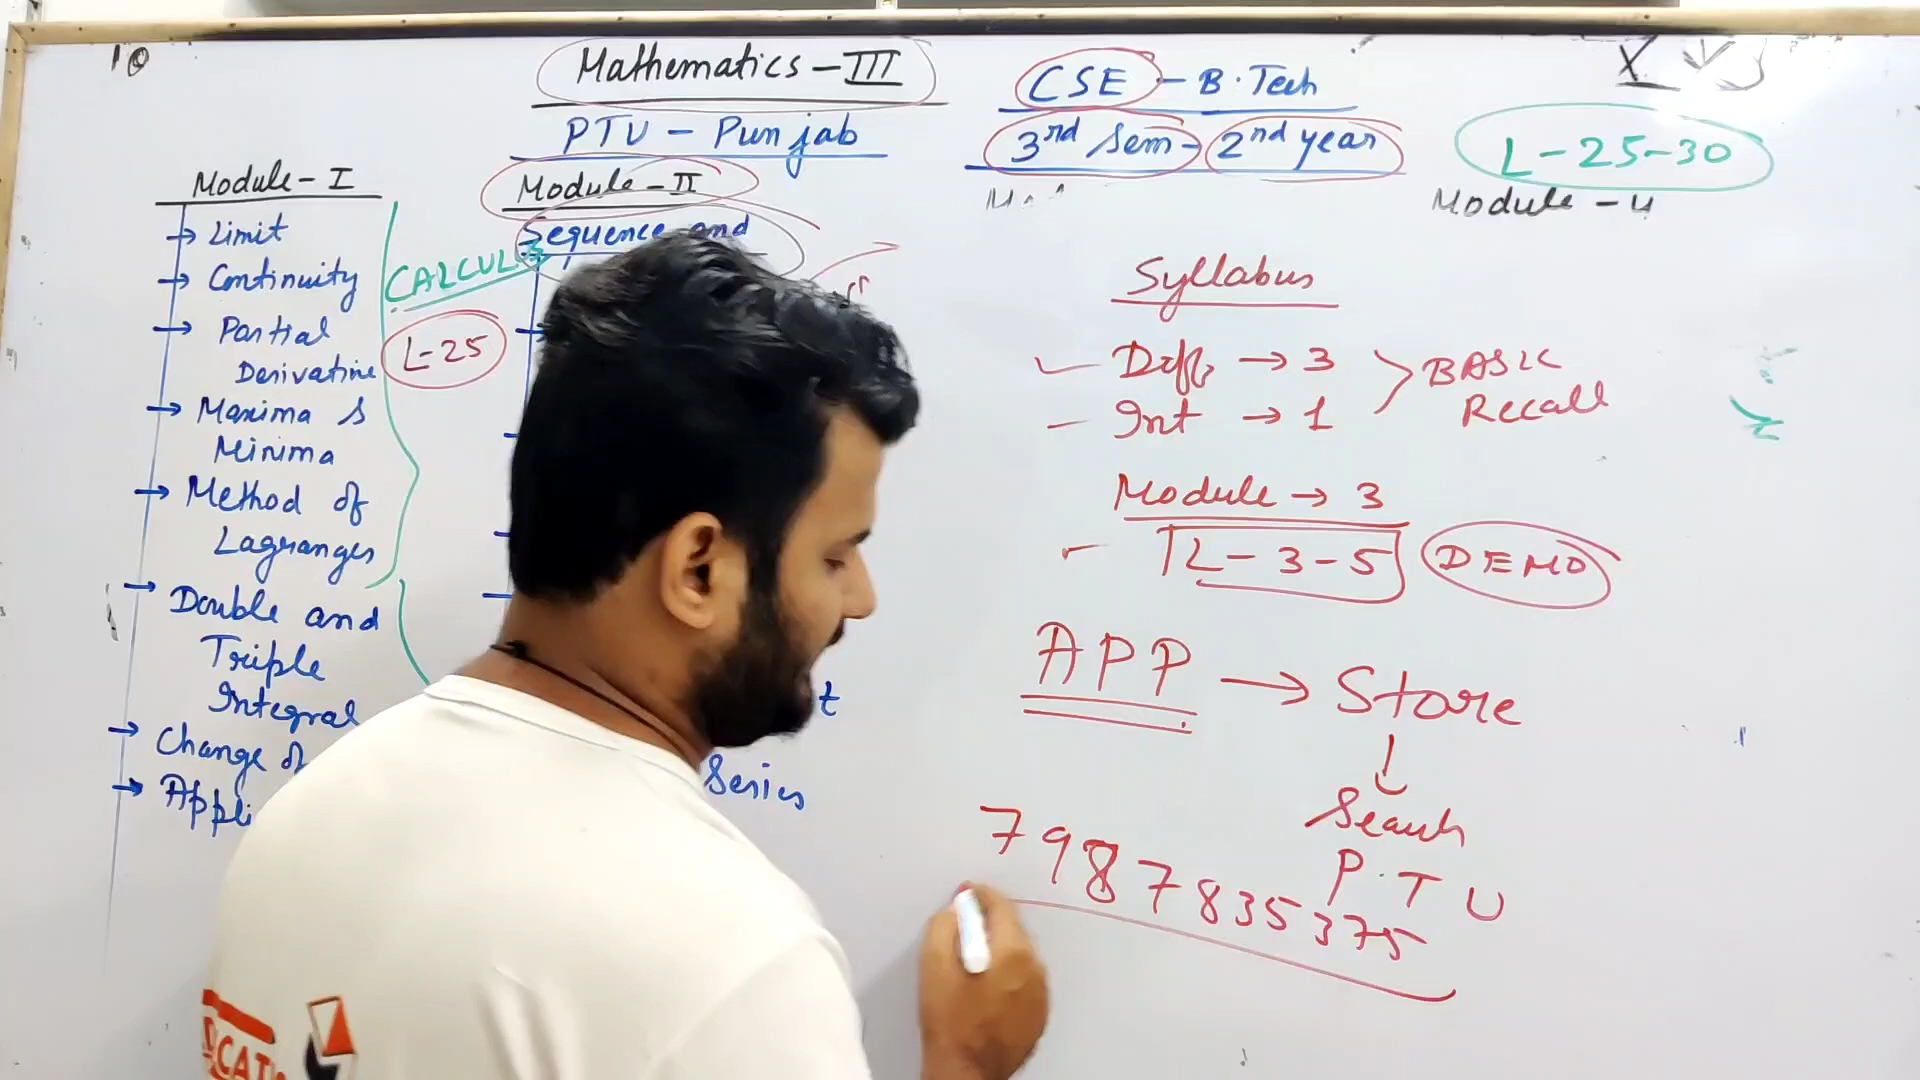 Mathematics - III
PTU - Punjab
CSE - B.Tech
3rd Sem - 2nd year
L-25-30
Module - I
→ Limit
→ Continuity
→ Partial
Derivative
→ Maxima &
Minima
→ Method of
Lagranges
→ Double and
Triple
Integral
→ Change of
→ Appli
CALCUL
L-25
Module - II
Sequence and
t
Series
Module - 4
Syllabus
Diff → 3
Int → 1
BASIC
Recall
Module → 3
L-3-5
DEMO
APP → Store
Search
P.T U
7987835375
CAT